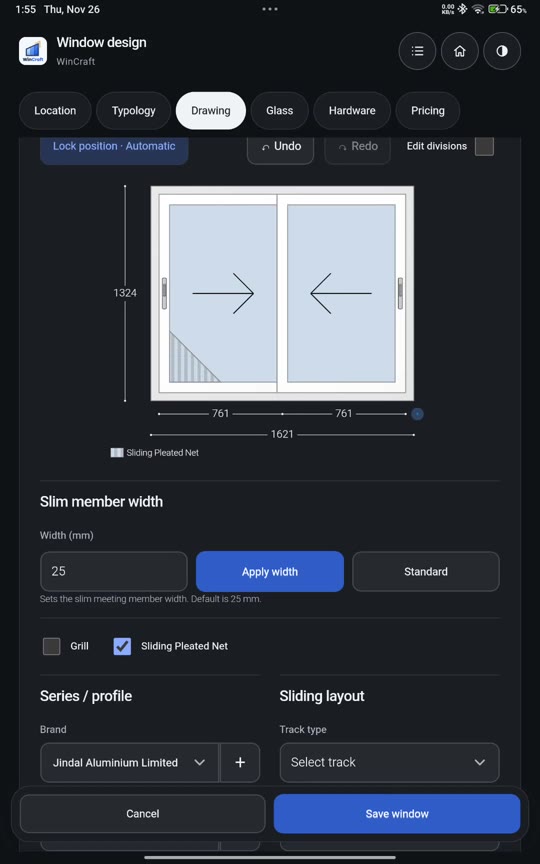 1:55 Thu, Nov 26
0.00 KB/s
65%
Window design
WinCraft
WinCraft
Location
Typology
Drawing
Glass
Hardware
Pricing
Lock position · Automatic
Undo
Redo
Edit divisions
1324
761
761
1621
Sliding Pleated Net
Slim member width
Width (mm)
25
Apply width
Standard
Sets the slim meeting member width. Default is 25 mm.
Grill
Sliding Pleated Net
Series / profile
Sliding layout
Brand
Track type
Jindal Aluminium Limited
+
Select track
Cancel
Save window